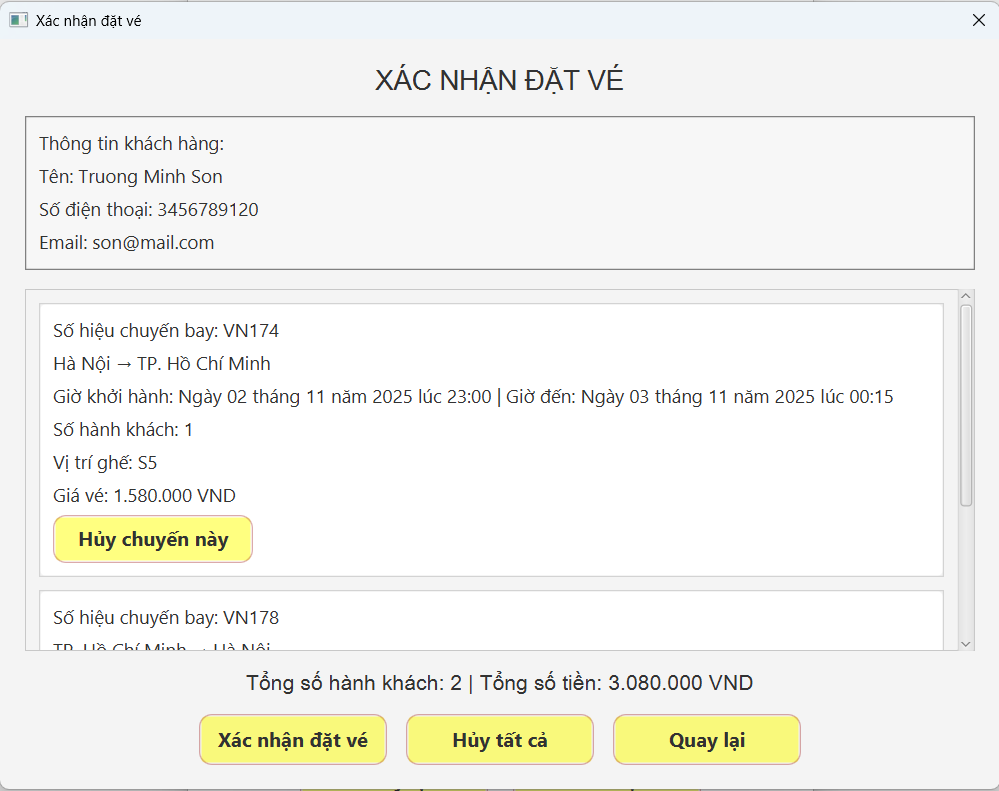 Xác nhận đặt vé
XÁC NHẬN ĐẶT VÉ
Thông tin khách hàng:
Tên: Truong Minh Son
Số điện thoại: 3456789120
Email: son@mail.com
Số hiệu chuyến bay: VN174
Hà Nội → TP. Hồ Chí Minh
Giờ khởi hành: Ngày 02 tháng 11 năm 2025 lúc 23:00 | Giờ đến: Ngày 03 tháng 11 năm 2025 lúc 00:15
Số hành khách: 1
Vị trí ghế: S5
Giá vé: 1.580.000 VND
Hủy chuyến này
Số hiệu chuyến bay: VN178
TP. Hồ Chí Minh → Hà Nội
Tổng số hành khách: 2 | Tổng số tiền: 3.080.000 VND
Xác nhận đặt vé
Hủy tất cả
Quay lại